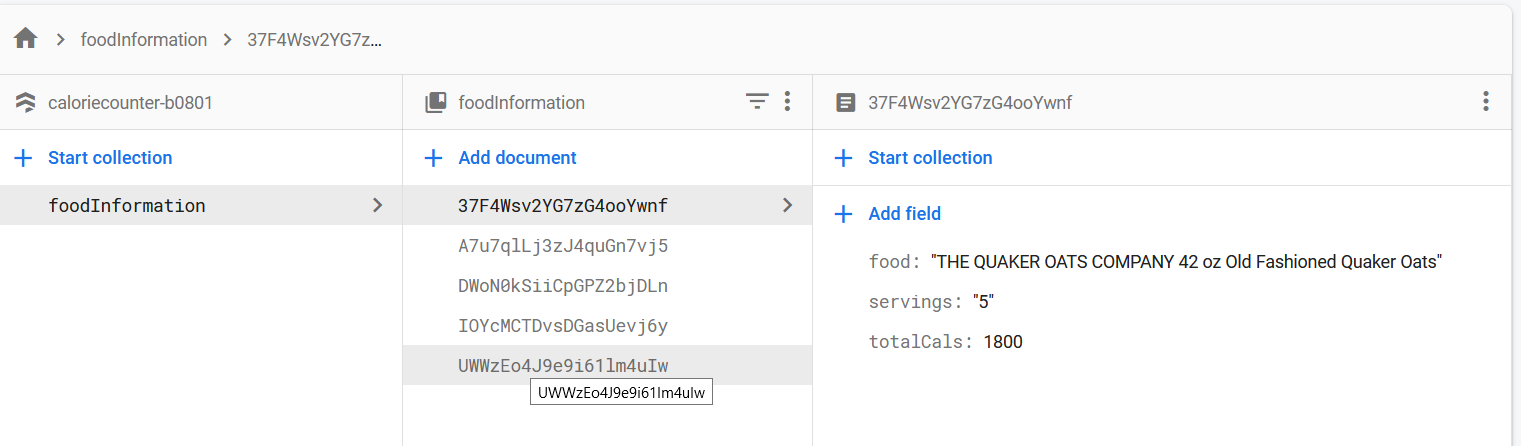 foodInformation
37F4Wsv2YG7z...
caloriecounter-b0801
foodInformation
37F4Wsv2YG7zG4ooYwnf
Start collection
Add document
Start collection
foodInformation
37F4Wsv2YG7zG4ooYwnf
A7u7qlLj3zJ4quGn7vj5
DWoN0kSiiCpGPZ2bjDLn
IOYcMCTDvsDGasUevj6y
UWWzEo4J9e9i61lm4uIw
UWWzEo4J9e9i61lm4uIw
Add field
food: "THE QUAKER OATS COMPANY 42 oz Old Fashioned Quaker Oats"
servings: "5"
totalCals: 1800